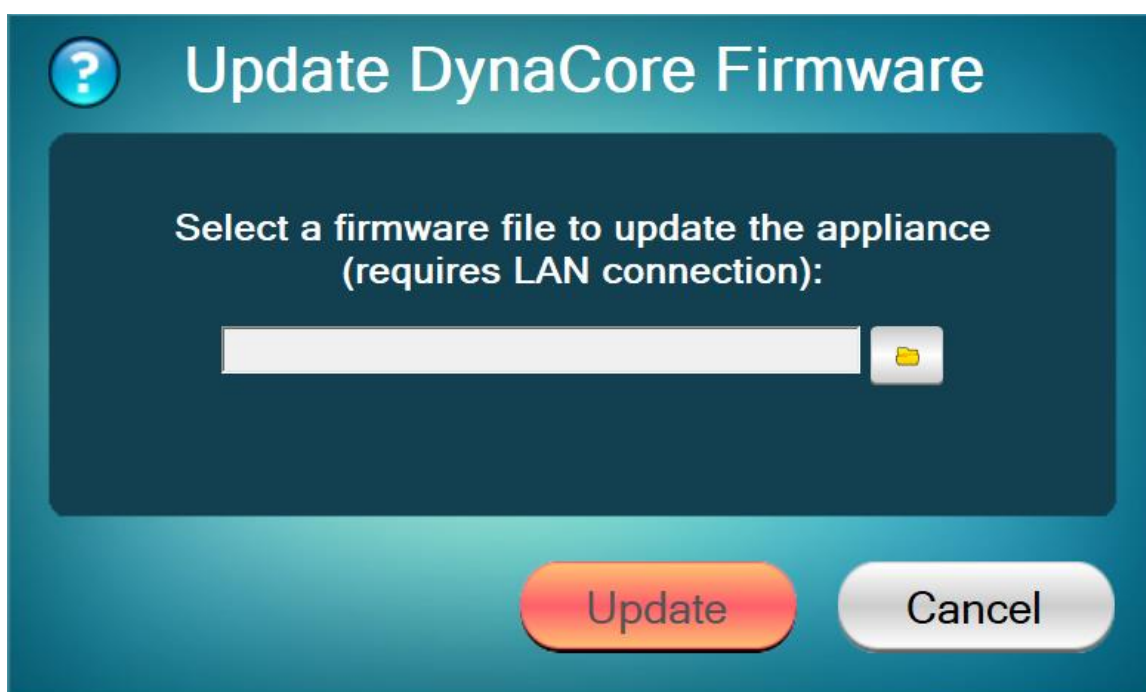 ?
Update DynaCore Firmware
Select a firmware file to update the appliance
(requires LAN connection):
Update
Cancel